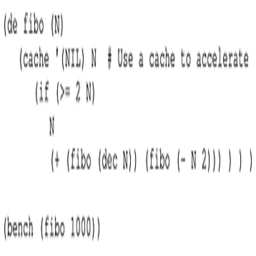 (de fibo (N)
(cache '(NIL) N # Use a cache to accelerate
(if (>= 2 N)
N
(+ (fibo (dec N)) (fibo (- N 2))) ) ) )
(bench (fibo 1000))